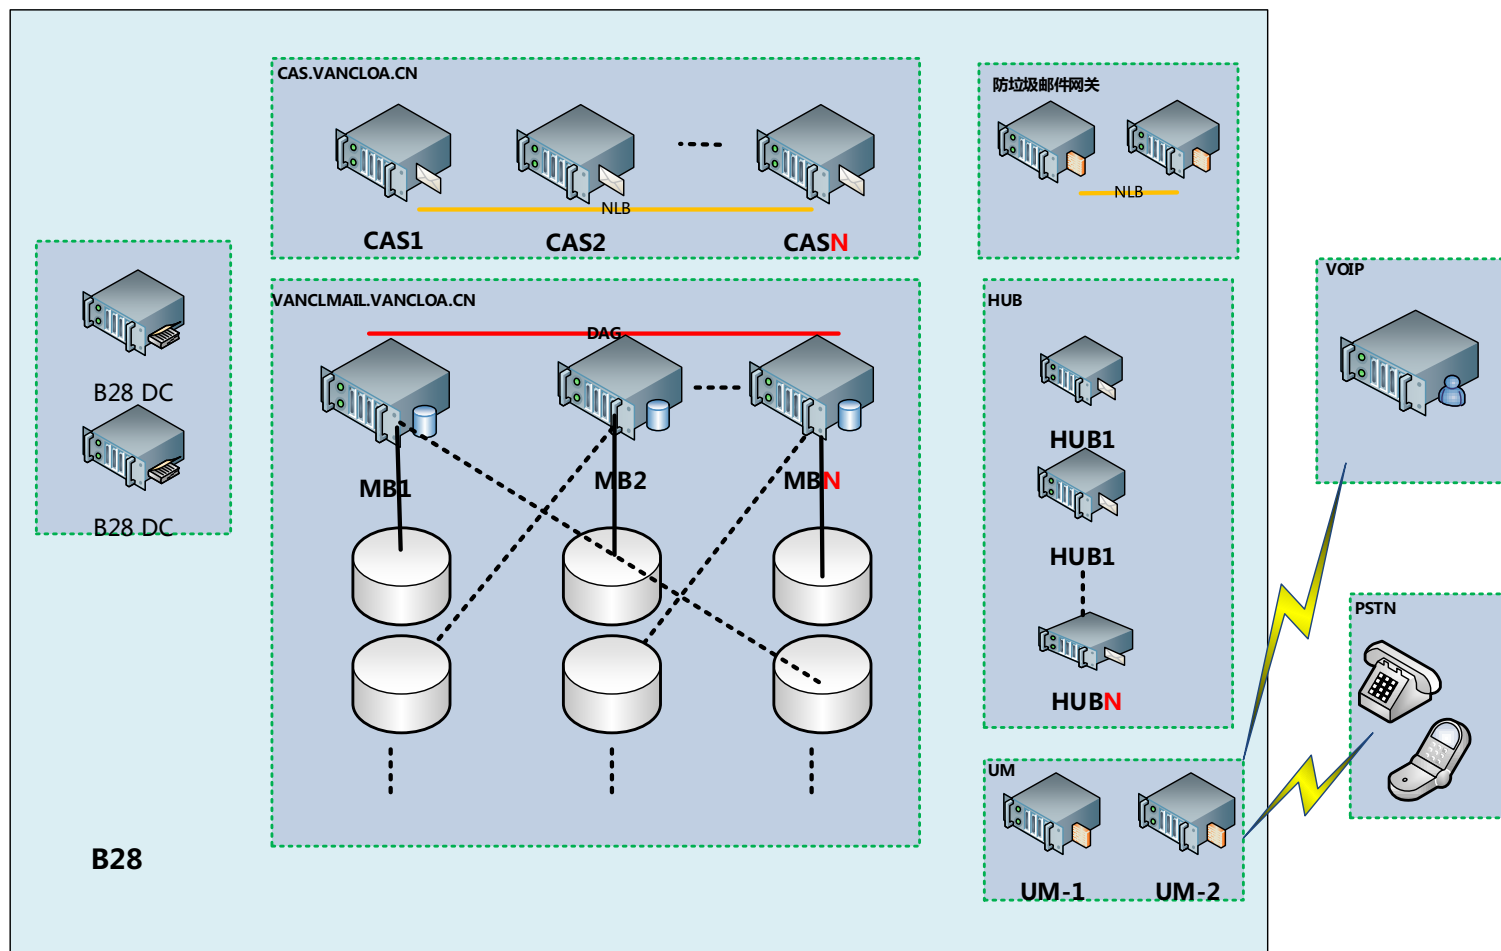 CAS.VANCLOA.CN
NLB
CAS1
CAS2
CASN
防垃圾邮件网关
NLB
B28 DC
B28 DC
VANCLMAIL.VANCLOA.CN
DAG
MB1
MB2
MBN
HUB
HUB1
HUB1
HUBN
VOIP
PSTN
UM
UM-1
UM-2
B28